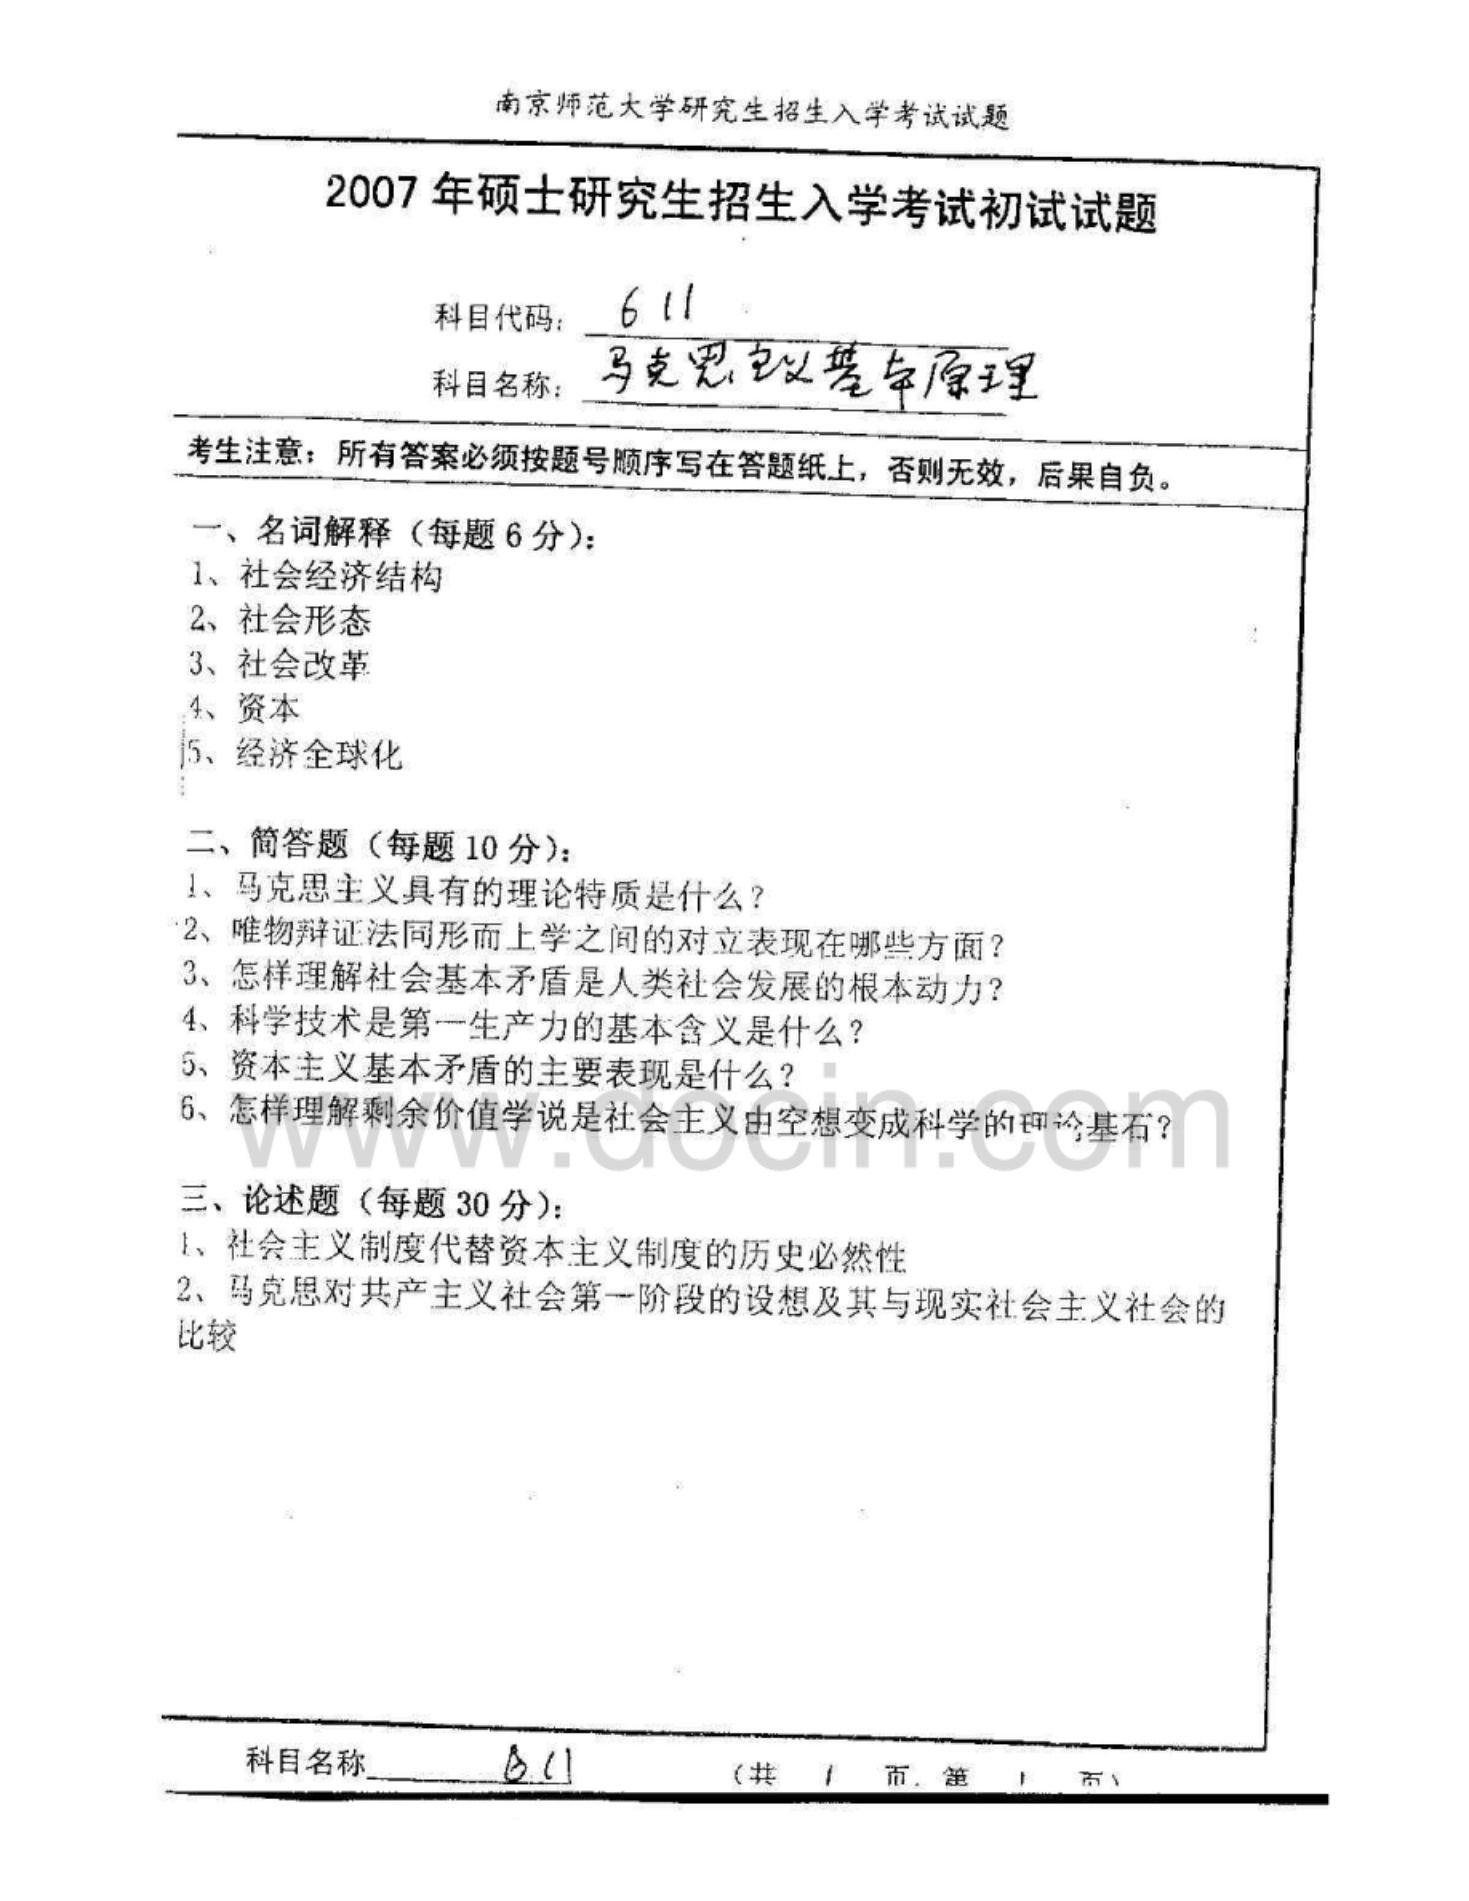 南京师范大学研究生招生入学考试试题
2007 年硕士研究生招生入学考试初试试题
科目代码： 611
科目名称： 马克思主义基本原理
考生注意：所有答案必须按题号顺序写在答题纸上，否则无效，后果自负。
一、名词解释（每题 6 分）：
1、社会经济结构
2、社会形态
3、社会改革
4、资本
5、经济全球化
二、简答题（每题 10 分）：
1、马克思主义具有的理论特质是什么？
2、唯物辩证法同形而上学之间的对立表现在哪些方面？
3、怎样理解社会基本矛盾是人类社会发展的根本动力？
4、科学技术是第一生产力的基本含义是什么？
5、资本主义基本矛盾的主要表现是什么？
6、怎样理解剩余价值学说是社会主义由空想变成科学的理论基石？
www.docin.com
三、论述题（每题 30 分）：
1、社会主义制度代替资本主义制度的历史必然性
2、马克思对共产主义社会第一阶段的设想及其与现实社会主义社会的
比较
科目名称 611 （共 1 页，第 1 页）